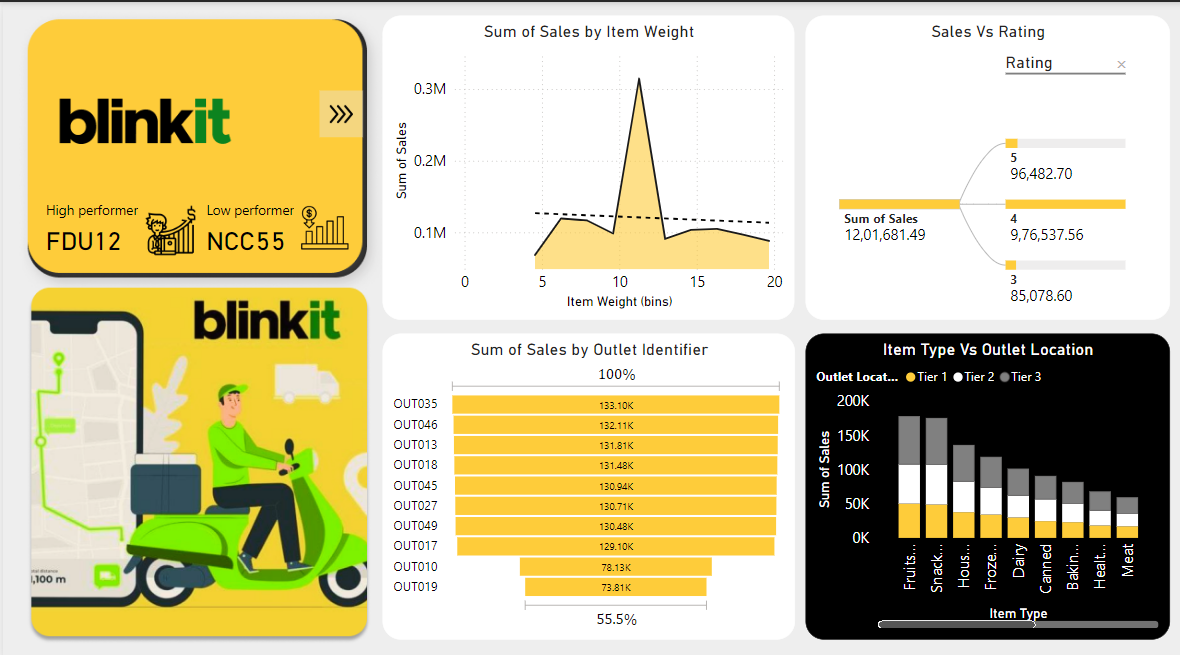 blinkit
High performer
FDU12
Low performer
NCC55
blinkit
1,100 m
Sum of Sales by Item Weight
Sum of Sales
0.3M
0.2M
0.1M
0 5 10 15 20
Item Weight (bins)
Sales Vs Rating
Rating ×
Sum of Sales
12,01,681.49
5
96,482.70
4
9,76,537.56
3
85,078.60
Sum of Sales by Outlet Identifier
100%
OUT035 133.10K
OUT046 132.11K
OUT013 131.81K
OUT018 131.48K
OUT045 130.94K
OUT027 130.71K
OUT049 130.48K
OUT017 129.10K
OUT010 78.13K
OUT019 73.81K
55.5%
Item Type Vs Outlet Location
Outlet Locat... Tier 1 Tier 2 Tier 3
Sum of Sales
200K
150K
100K
50K
0K
Fruits... Snack... Hous... Froze... Dairy Canned Bakin... Healt... Meat
Item Type